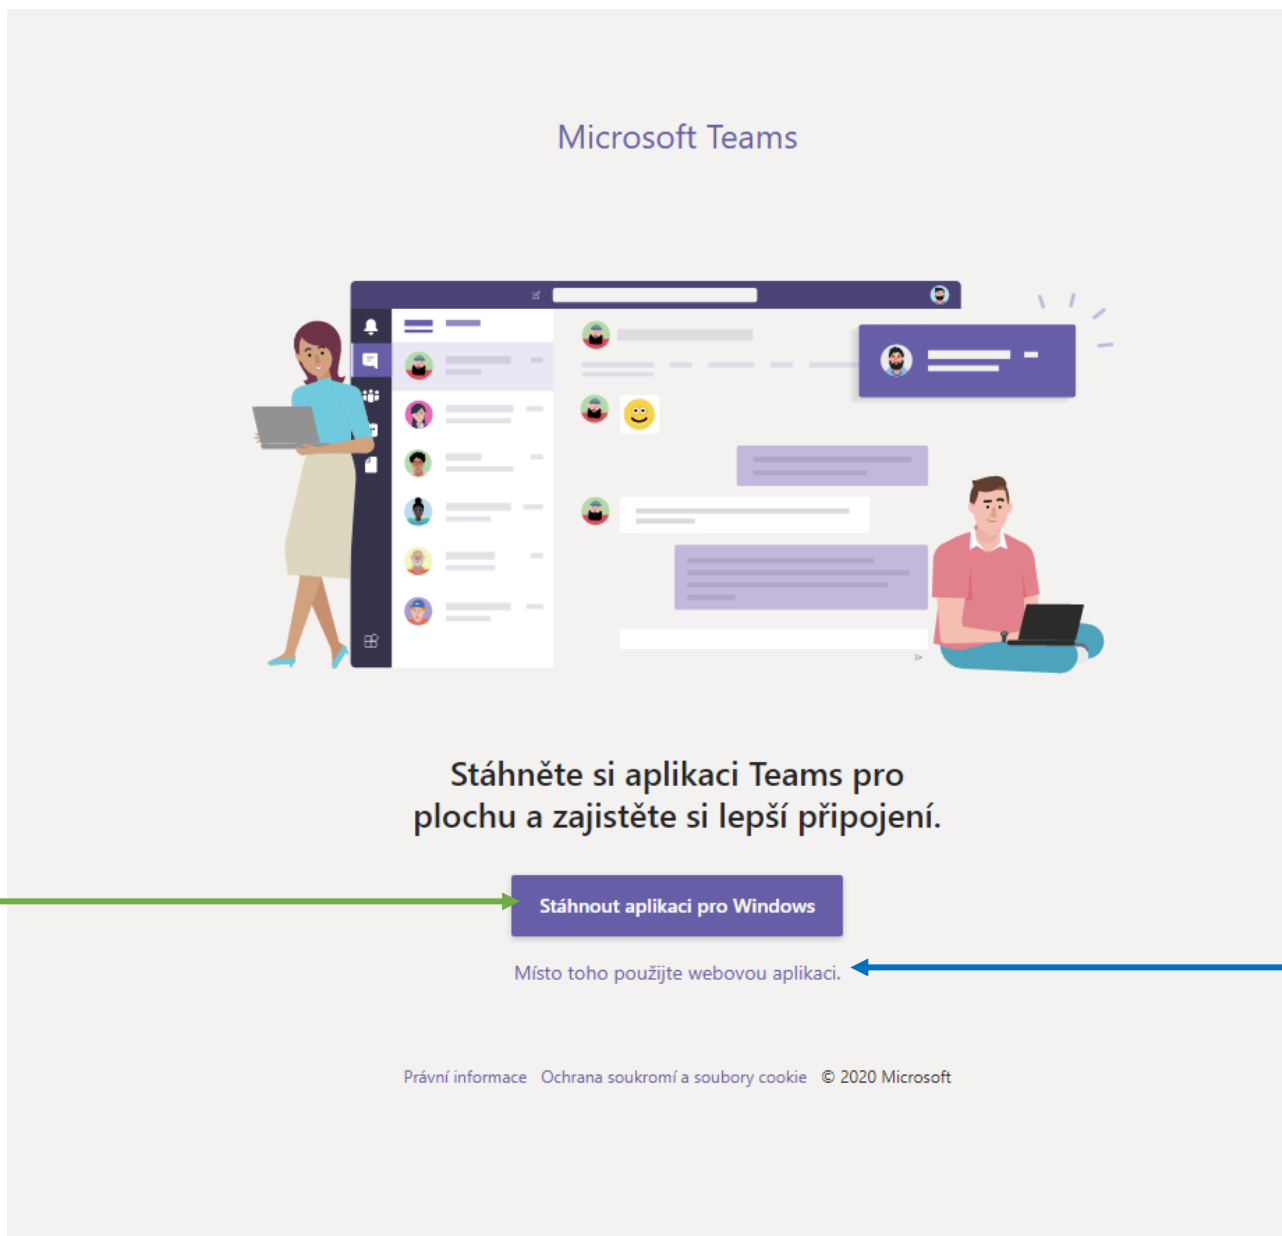 Microsoft Teams
Stáhněte si aplikaci Teams pro
plochu a zajistěte si lepší připojení.
Stáhnout aplikaci pro Windows
Místo toho použijte webovou aplikaci.
Právní informace Ochrana soukromí a soubory cookie © 2020 Microsoft